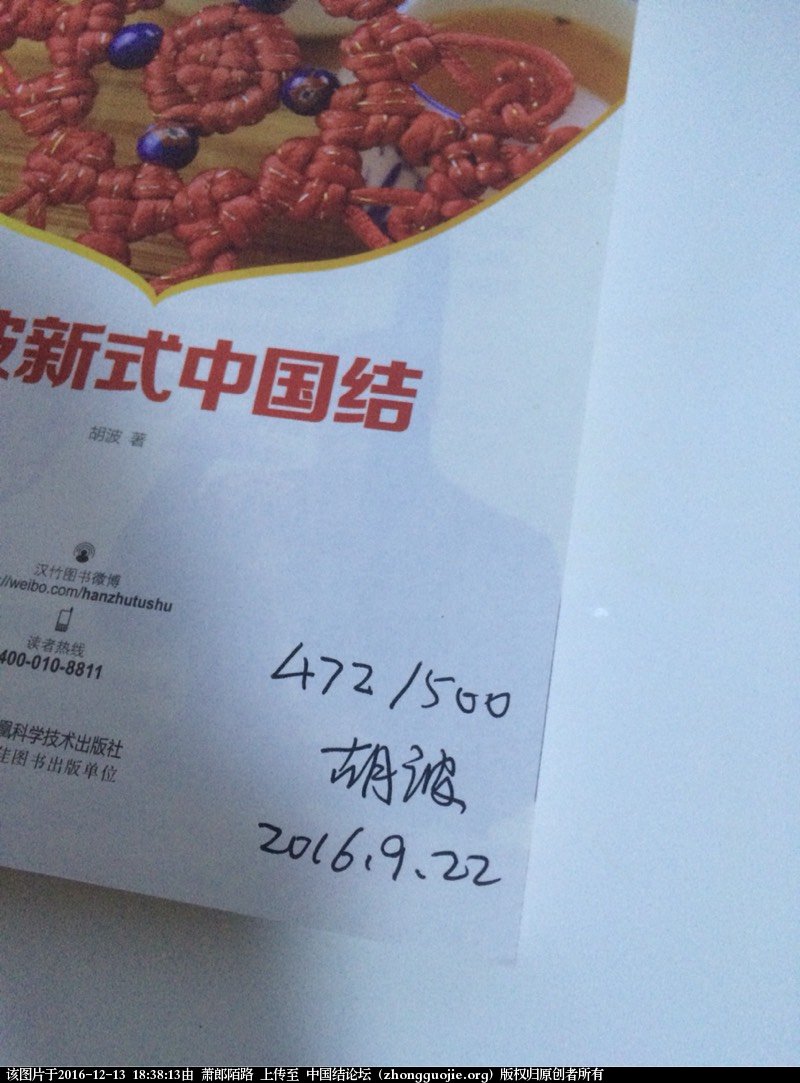 波新式中国结
胡波 著
汉竹图书微博
//weibo.com/hanzhutushu
读者热线
400-010-8811
凰科学技术出版社
佳图书出版单位
472/500
胡波
2016.9.22
该图片于2016-12-13 18:38:13由 萧郎陌路 上传至 中国结论坛 (zhongguojie.org) 版权归原创者所有